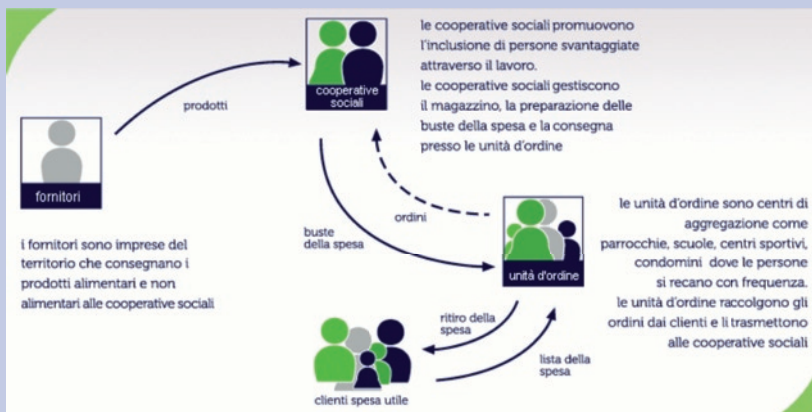 le cooperative sociali promuovono
l'inclusione di persone svantaggiate
attraverso il lavoro.
le cooperative sociali gestiscono
il magazzino, la preparazione delle
buste della spesa e la consegna
presso le unità d'ordine
cooperative
sociali
prodotti
fornitori
i fornitori sono imprese del
territorio che consegnano i
prodotti alimentari e non
alimentari alle cooperative sociali
ordini
buste
della spesa
unità d'ordine
le unità d'ordine sono centri di
aggregazione come
parrocchie, scuole, centri sportivi,
condomini dove le persone
si recano con frequenza.
le unità d'ordine raccolgono gli
ordini dai clienti e li trasmettono
alle cooperative sociali
ritiro della
spesa
lista della
spesa
clienti spesa utile